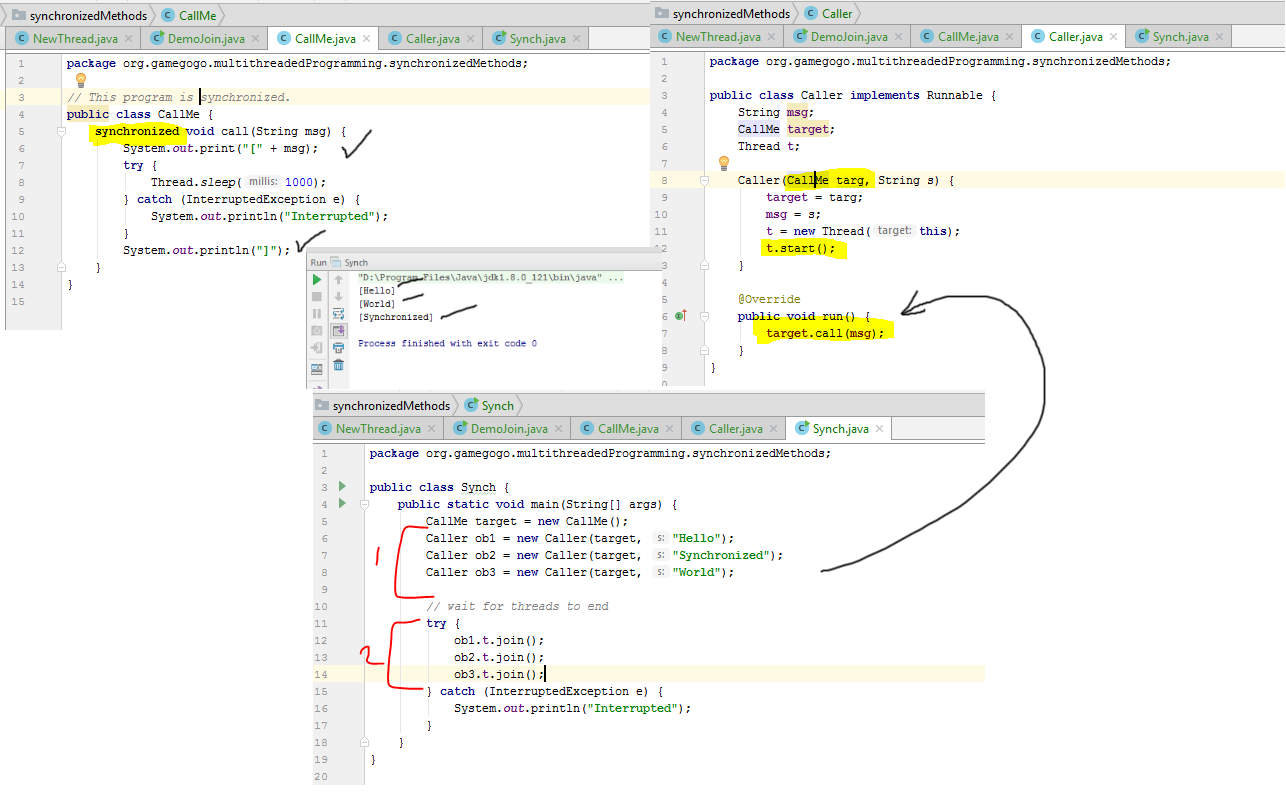 synchronizedMethods CallMe
NewThread.java DemoJoin.java CallMe.java Caller.java Synch.java
1 package org.gamegogo.multithreadedProgramming.synchronizedMethods;
2
3 // This program is synchronized.
4 public class CallMe {
5 synchronized void call(String msg) {
6 System.out.print("[" + msg);
7 try {
8 Thread.sleep( millis: 1000);
9 } catch (InterruptedException e) {
10 System.out.println("Interrupted");
11 }
12 System.out.println("]");
13 }
14 }
15
synchronizedMethods Caller
NewThread.java DemoJoin.java CallMe.java Caller.java Synch.java
1 package org.gamegogo.multithreadedProgramming.synchronizedMethods;
2
3 public class Caller implements Runnable {
4 String msg;
5 CallMe target;
6 Thread t;
7
8 Caller(CallMe targ, String s) {
9 target = targ;
10 msg = s;
11 t = new Thread( target: this);
12 t.start();
3 }
4
5 @Override
6 public void run() {
7 target.call(msg);
8 }
9 }
0
Run Synch
"D:\Program Files\Java\jdk1.8.0_121\bin\java" ...
[Hello]
[World]
[Synchronized]
Process finished with exit code 0
synchronizedMethods Synch
NewThread.java DemoJoin.java CallMe.java Caller.java Synch.java
1 package org.gamegogo.multithreadedProgramming.synchronizedMethods;
2
3 public class Synch {
4 public static void main(String[] args) {
5 CallMe target = new CallMe();
6 Caller ob1 = new Caller(target, s: "Hello");
7 Caller ob2 = new Caller(target, s: "Synchronized");
8 Caller ob3 = new Caller(target, s: "World");
1
9
10 // wait for threads to end
11 try {
12 ob1.t.join();
13 ob2.t.join();
2
14 ob3.t.join();
15 } catch (InterruptedException e) {
16 System.out.println("Interrupted");
17 }
18 }
19 }
20